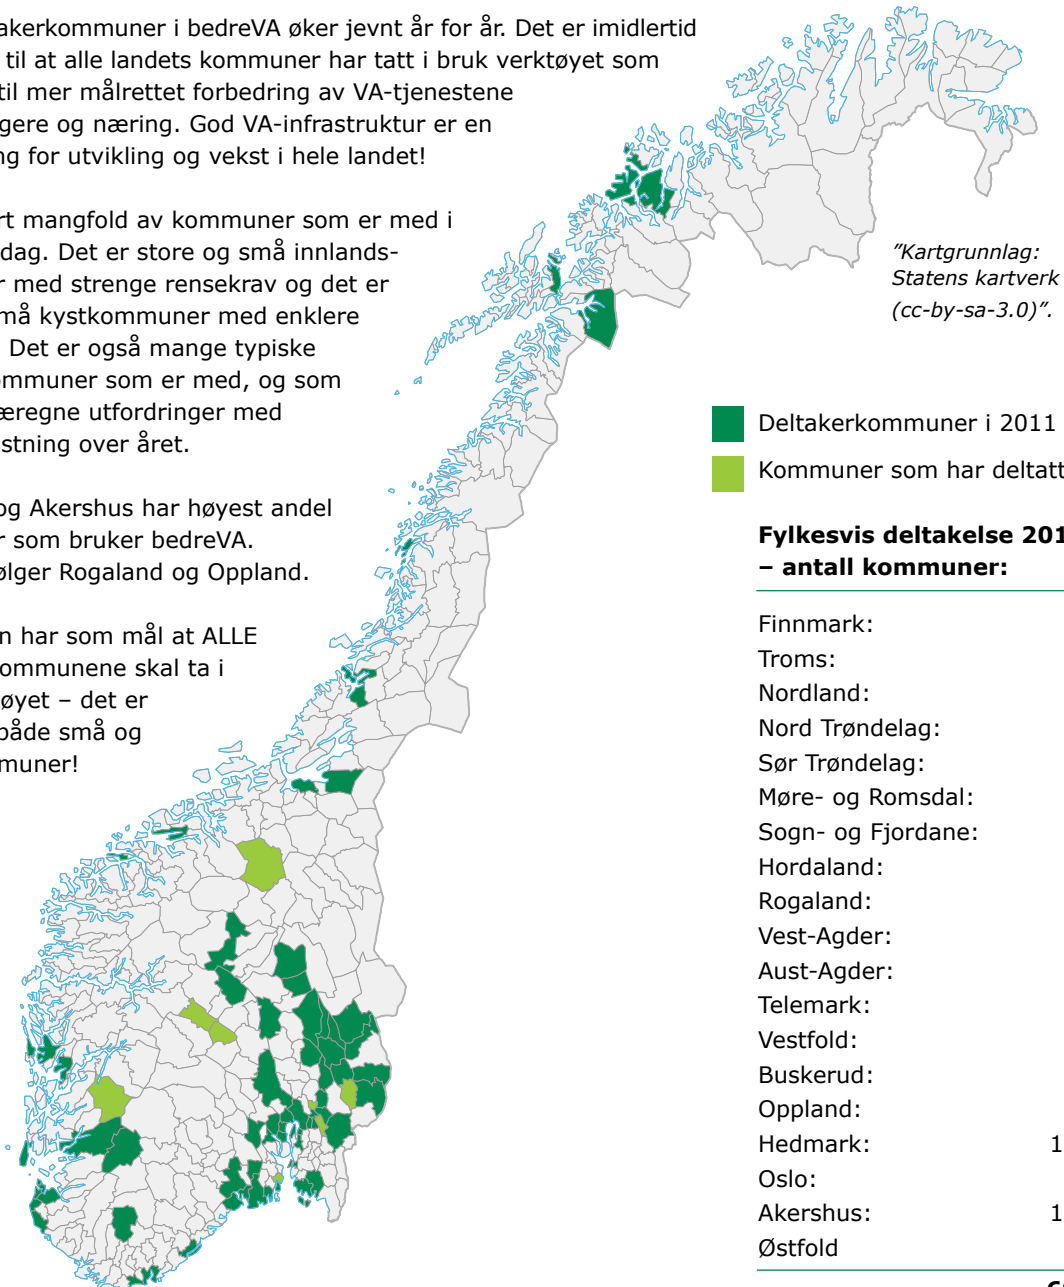 takerkommuner i bedreVA øker jevnt år for år. Det er imidlertid
til at alle landets kommuner har tatt i bruk verktøyet som
til mer målrettet forbedring av VA-tjenestene
gere og næring. God VA-infrastruktur er en
ng for utvikling og vekst i hele landet!
rt mangfold av kommuner som er med i
dag. Det er store og små innlands-
r med strenge rensekrav og det er
må kystkommuner med enklere
Det er også mange typiske
ommuner som er med, og som
æregne utfordringer med
stning over året.
og Akershus har høyest andel
r som bruker bedreVA.
ølger Rogaland og Oppland.
n har som mål at ALLE
ommunene skal ta i
øyet – det er
både små og
muner!
"Kartgrunnlag:
Statens kartverk
(cc-by-sa-3.0)".
Deltakerkommuner i 2011
Kommuner som har deltatt
Fylkesvis deltakelse 201
– antall kommuner:
Finnmark:
Troms:
Nordland:
Nord Trøndelag:
Sør Trøndelag:
Møre- og Romsdal:
Sogn- og Fjordane:
Hordaland:
Rogaland:
Vest-Agder:
Aust-Agder:
Telemark:
Vestfold:
Buskerud:
Oppland:
Hedmark: 1
Oslo:
Akershus: 1
Østfold